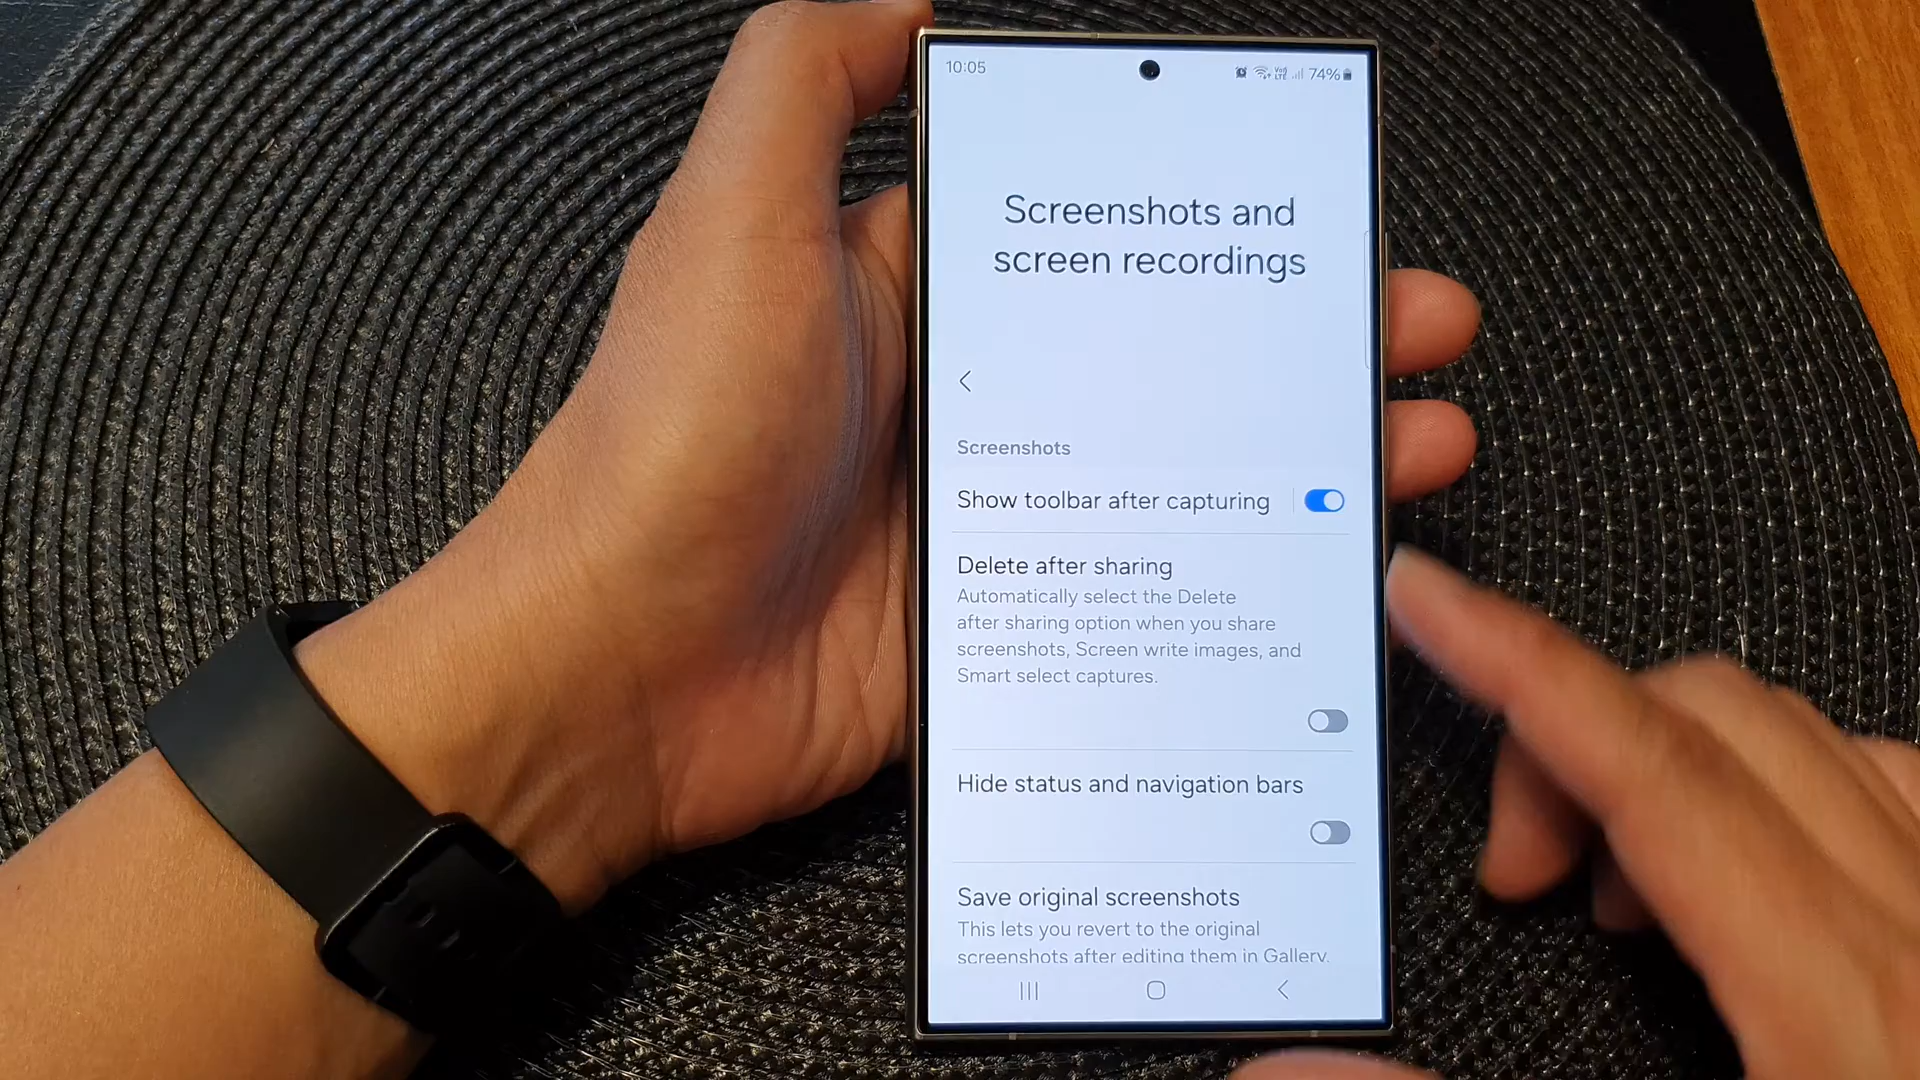 10:05
Vo)) LTE 74%
Screenshots and
screen recordings
Screenshots
Show toolbar after capturing
Delete after sharing
Automatically select the Delete
after sharing option when you share
screenshots, Screen write images, and
Smart select captures.
Hide status and navigation bars
Save original screenshots
This lets you revert to the original
screenshots after editing them in Gallery.